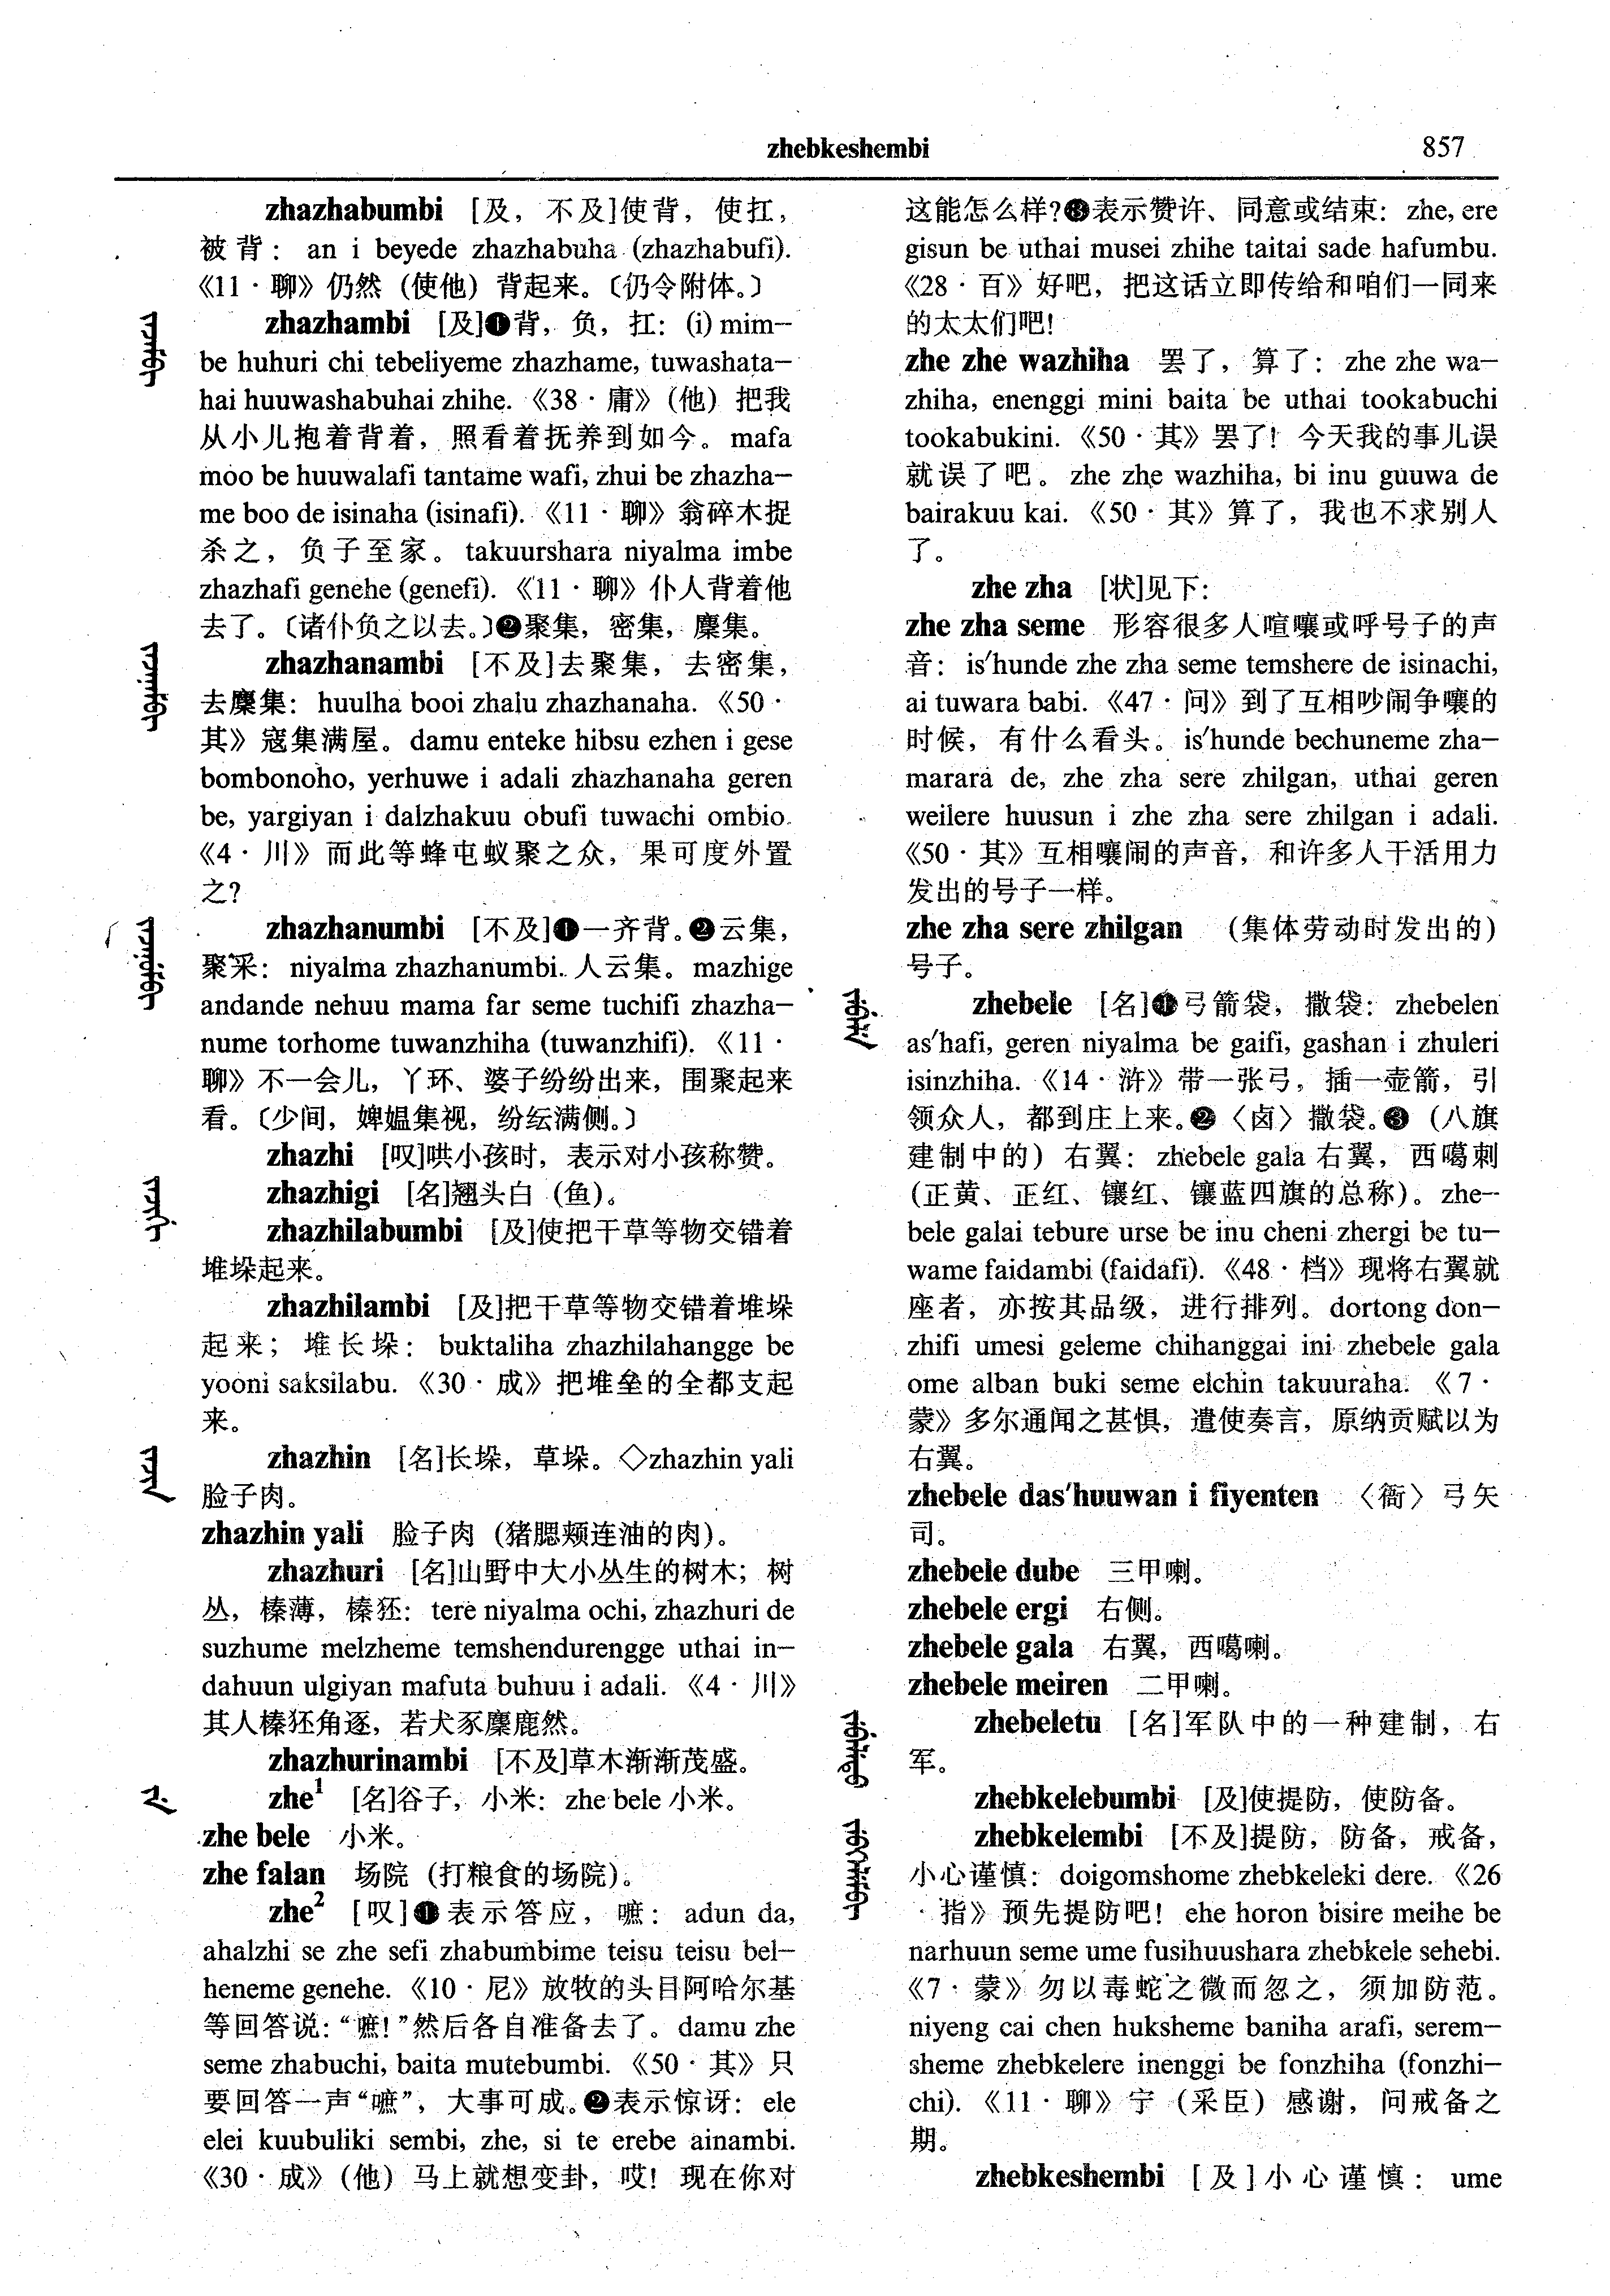 zhebkeshembi
857
zhazhabumbi [及，不及]使背，使扛，
被背：an i beyede zhazhabuha (zhazhabufi).
《11·聊》仍然（使他）背起来。〔仍令附体。〕
zhazhambi [及]❶背，负，扛：(i) mim—
be huhuri chi tebeliyeme zhazhame, tuwashata—
hai huuwashabuhai zhihe.《38·庸》（他）把我
从小儿抱着背着，照看着抚养到如今。mafa
moo be huuwalafi tantame wafi, zhui be zhazha—
me boo de isinaha (isinafi).《11·聊》翁碎木捉
杀之，负子至家。takuurshara niyalma imbe
zhazhafi genehe (genefi).《11·聊》仆人背着他
去了。〔诸仆负之以去。〕❷聚集，密集，麇集。
zhazhanambi [不及]去聚集，去密集，
去麇集：huulha booi zhalu zhazhanaha.《50·
其》寇集满屋。damu enteke hibsu ezhen i gese
bombonoho, yerhuwe i adali zhazhanaha geren
be, yargiyan i dalzhakuu obufi tuwachi ombio.
《4·川》而此等蜂屯蚁聚之众，果可度外置
之？
zhazhanumbi [不及]❶一齐背。❷云集，
聚采：niyalma zhazhanumbi. 人云集。mazhige
andande nehuu mama far seme tuchifi zhazha—
nume torhome tuwanzhiha (tuwanzhifi).《11·
聊》不一会儿，丫环、婆子纷纷出来，围聚起来
看。〔少间，婢媪集视，纷纭满侧。〕
zhazhi [叹]哄小孩时，表示对小孩称赞。
zhazhigi [名]翘头白（鱼）。
zhazhilabumbi [及]使把干草等物交错着
堆垛起来。
zhazhilambi [及]把干草等物交错着堆垛
起来；堆长垛：buktaliha zhazhilahangge be
yooni saksilabu.《30·成》把堆垒的全都支起
来。
zhazhin [名]长垛，草垛。◇zhazhin yali
脸子肉。
zhazhin yali 脸子肉（猪腮颊连油的肉）。
zhazhuri [名]山野中大小丛生的树木；树
丛，榛薄，榛狉：tere niyalma ochi, zhazhuri de
suzhume melzheme temshendurengge uthai in—
dahuun ulgiyan mafuta buhuu i adali.《4·川》
其人榛狉角逐，若犬豕麋鹿然。
zhazhurinambi [不及]草木渐渐茂盛。
zhe¹ [名]谷子，小米：zhe bele 小米。
zhe bele 小米。
zhe falan 场院（打粮食的场院）。
zhe² [叹]❶表示答应，嗻：adun da,
ahalzhi se zhe sefi zhabumbime teisu teisu bel—
heneme genehe.《10·尼》放牧的头目阿哈尔基
等回答说：“嗻！”然后各自准备去了。damu zhe
seme zhabuchi, baita mutebumbi.《50·其》只
要回答一声“嗻”，大事可成。❷表示惊讶：ele
elei kuubuliki sembi, zhe, si te erebe ainambi.
《30·成》（他）马上就想变卦，哎！现在你对
这能怎么样？❸表示赞许、同意或结束：zhe, ere
gisun be uthai musei zhihe taitai sade hafumbu.
《28·百》好吧，把这话立即传给和咱们一同来
的太太们吧！
zhe zhe wazhiha 罢了，算了：zhe zhe wa—
zhiha, enenggi mini baita be uthai tookabuchi
tookabukini.《50·其》罢了！今天我的事儿误
就误了吧。zhe zhe wazhiha, bi inu guuwa de
bairakuu kai.《50·其》算了，我也不求别人
了。
zhe zha [状]见下：
zhe zha seme 形容很多人喧嚷或呼号子的声
音：is'hunde zhe zha seme temshere de isinachi,
ai tuwara babi.《47·问》到了互相吵闹争嚷的
时候，有什么看头。is'hunde bechuneme zha—
marara de, zhe zha sere zhilgan, uthai geren
weilere huusun i zhe zha sere zhilgan i adali.
《50·其》互相嚷闹的声音，和许多人干活用力
发出的号子一样。
zhe zha sere zhilgan （集体劳动时发出的）
号子。
zhebele [名]❶弓箭袋，撒袋：zhebelen
as'hafi, geren niyalma be gaifi, gashan i zhuleri
isinzhiha.《14·浒》带一张弓，插一壶箭，引
领众人，都到庄上来。❷〈卤〉撒袋。❸（八旗
建制中的）右翼：zhebele gala 右翼，西噶刺
（正黄、正红、镶红、镶蓝四旗的总称）。zhe—
bele galai tebure urse be inu cheni zhergi be tu—
wame faidambi (faidafi).《48·档》现将右翼就
座者，亦按其品级，进行排列。dortong don—
zhifi umesi geleme chihanggai ini zhebele gala
ome alban buki seme elchin takuuraha.《7·
蒙》多尔通闻之甚惧，遣使奏言，原纳贡赋以为
右翼。
zhebele das'huuwan i fiyenten 〈衙〉弓矢
司。
zhebele dube 三甲喇。
zhebele ergi 右侧。
zhebele gala 右翼，西噶喇。
zhebele meiren 二甲喇。
zhebeletu [名]军队中的一种建制，右
军。
zhebkelebumbi [及]使提防，使防备。
zhebkelembi [不及]提防，防备，戒备，
小心谨慎：doigomshome zhebkeleki dere.《26
·指》预先提防吧！ehe horon bisire meihe be
narhuun seme ume fusihuushara zhebkele sehebi.
《7·蒙》勿以毒蛇之微而忽之，须加防范。
niyeng cai chen huksheme baniha arafi, serem—
sheme zhebkelere inenggi be fonzhiha (fonzhi—
chi).《11·聊》宁（采臣）感谢，问戒备之
期。
zhebkeshembi [及]小心谨慎：ume